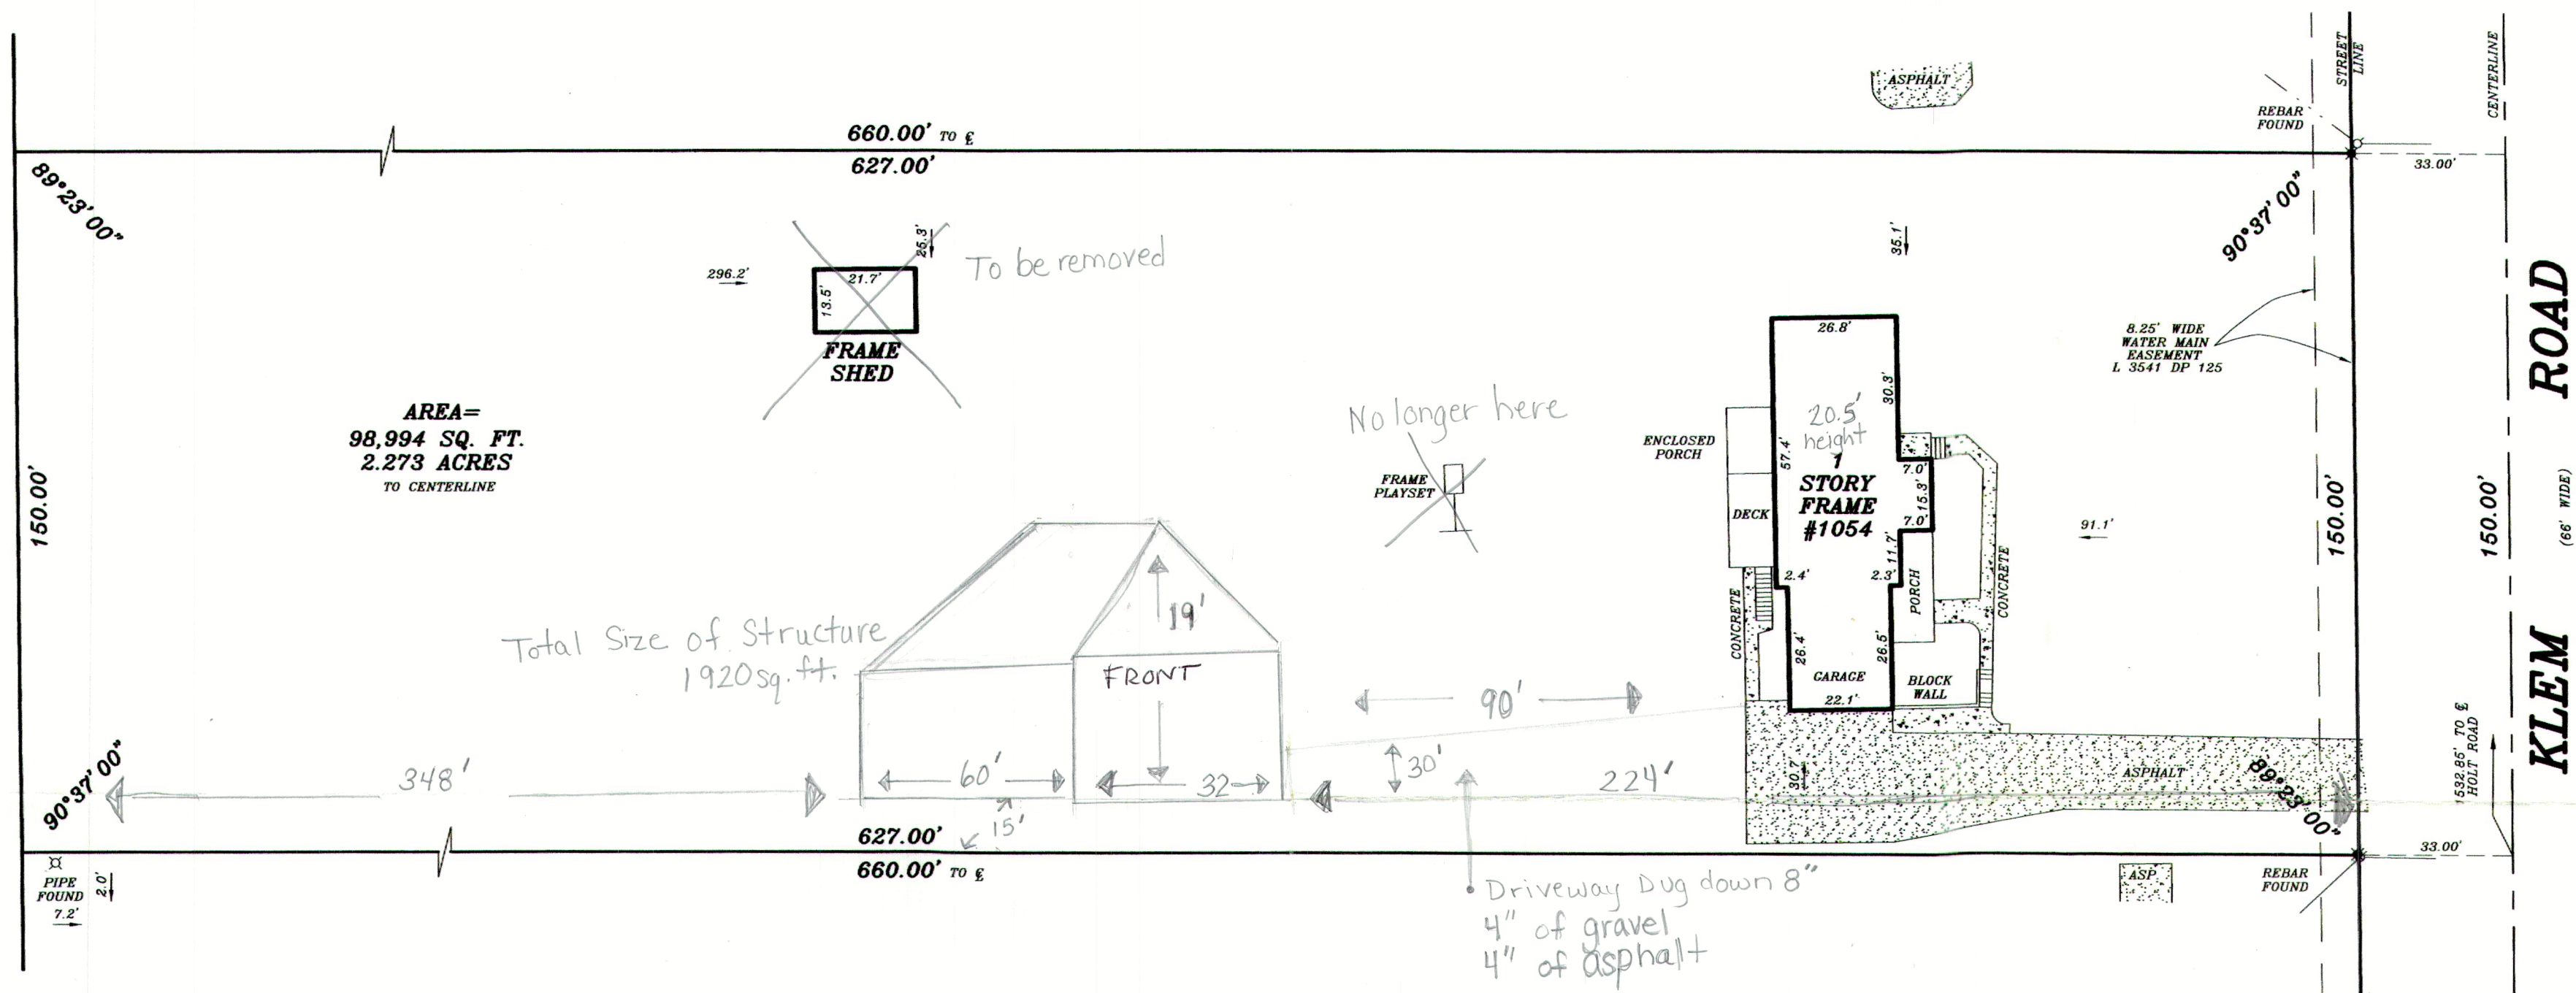 STREET
LINE
CENTERLINE
ASPHALT
REBAR
FOUND
660.00' TO ℄
627.00'
33.00'
89°23'00"
90°37'00"
25.3'
35.1'
To be removed
296.2'
21.7'
13.5'
FRAME
SHED
26.8'
30.3'
8.25' WIDE
WATER MAIN
EASEMENT
L 3541 DP 125
KLEM ROAD
(66' WIDE)
AREA=
98,994 SQ. FT.
2.273 ACRES
TO CENTERLINE
No longer here
FRAME
PLAYSET
20.5'
height
1
STORY
FRAME
#1054
57.4'
ENCLOSED
PORCH
DECK
7.0'
15.3'
7.0'
11.7'
2.4'
2.3'
PORCH
CONCRETE
CONCRETE
91.1'
150.00'
150.00'
150.00'
Total Size of Structure
1920 sq. ft.
19'
FRONT
26.4'
26.5'
GARAGE
22.1'
BLOCK
WALL
90'
30'
224'
30.7'
ASPHALT
89°23'00"
1532.85' TO ℄
HOLT ROAD
90°37'00"
348'
60'
32
15'
627.00'
660.00' TO ℄
33.00'
PIPE
FOUND
7.2'
2.0'
ASP.
REBAR
FOUND
Driveway Dug down 8"
4" of gravel
4" of asphalt